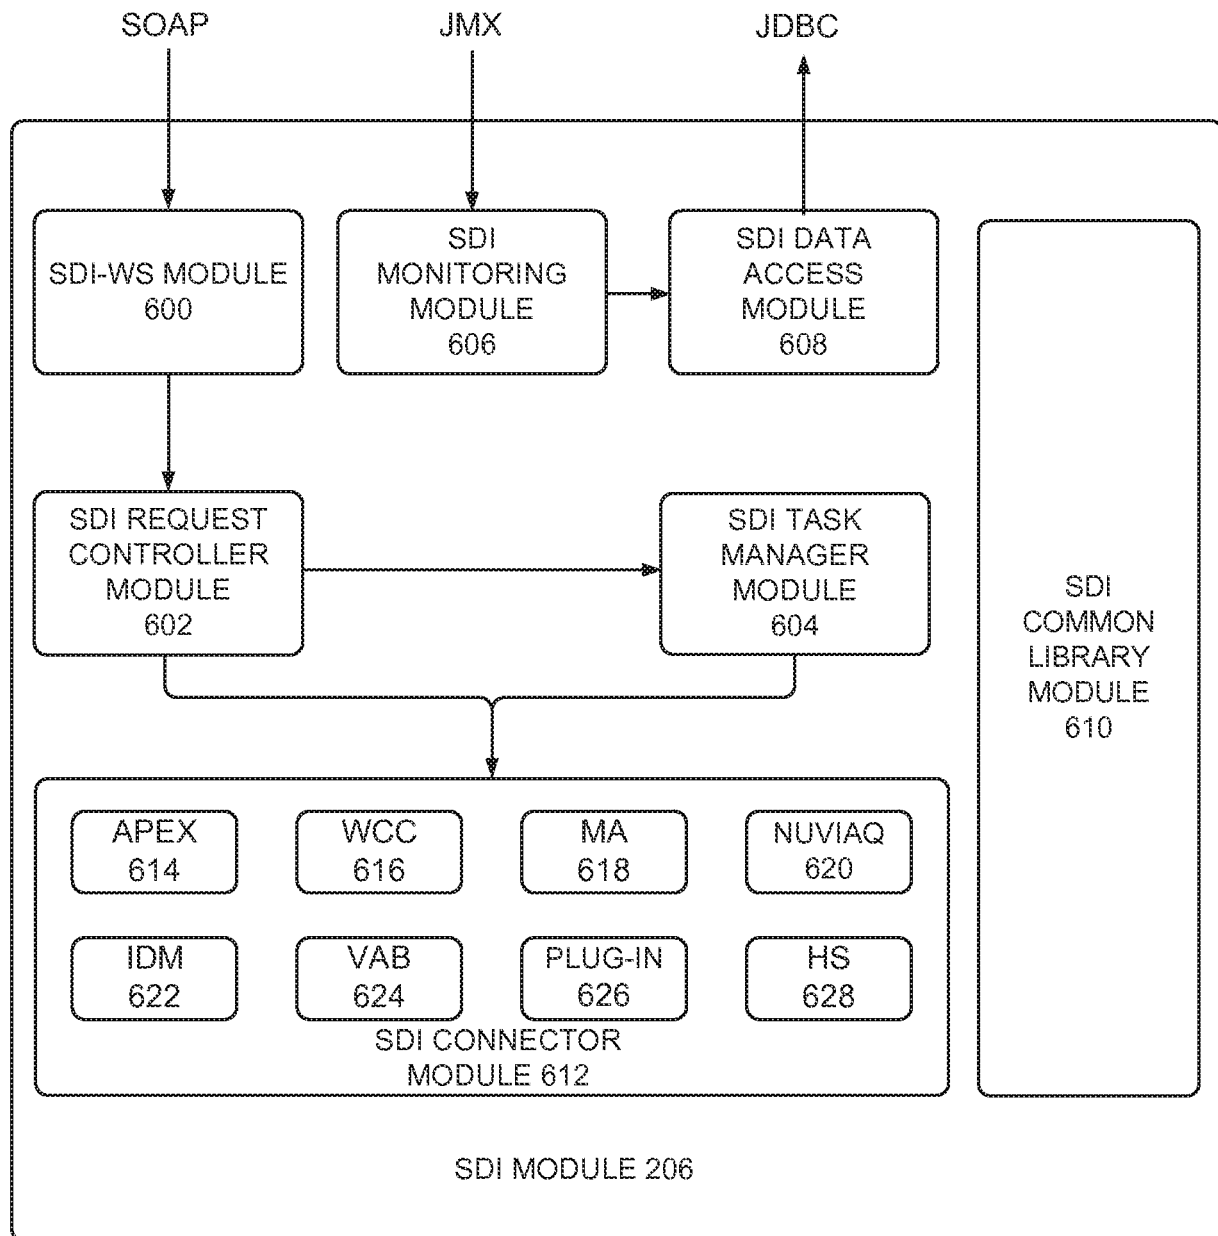 SOAP
JMX
JDBC
SDI-WS MODULE
600
SDI
MONITORING
MODULE
606
SDI DATA
ACCESS
MODULE
608
SDI REQUEST
CONTROLLER
MODULE
602
SDI TASK
MANAGER
MODULE
604
SDI
COMMON
LIBRARY
MODULE
610
APEX
614
WCC
616
MA
618
NUVIAQ
620
IDM
622
VAB
624
PLUG-IN
626
HS
628
SDI CONNECTOR
MODULE 612
SDI MODULE 206